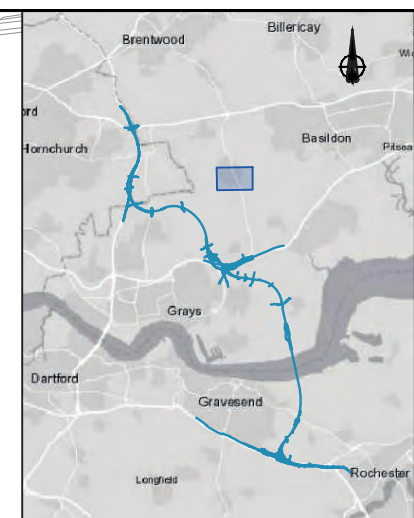 Billericay
Brentwood
Basildon
Hornchurch
Pitsea
Grays
Dartford
Gravesend
Rochester
Longfield